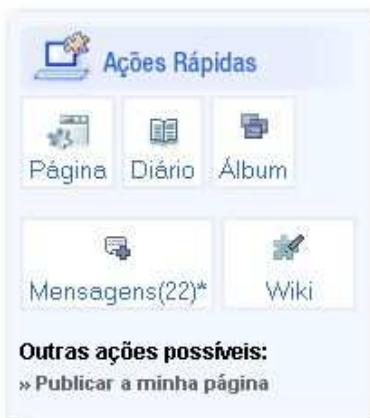 Ações Rápidas
Página Diário Álbum
Mensagens(22)* Wiki
Outras ações possíveis:
» Publicar a minha página